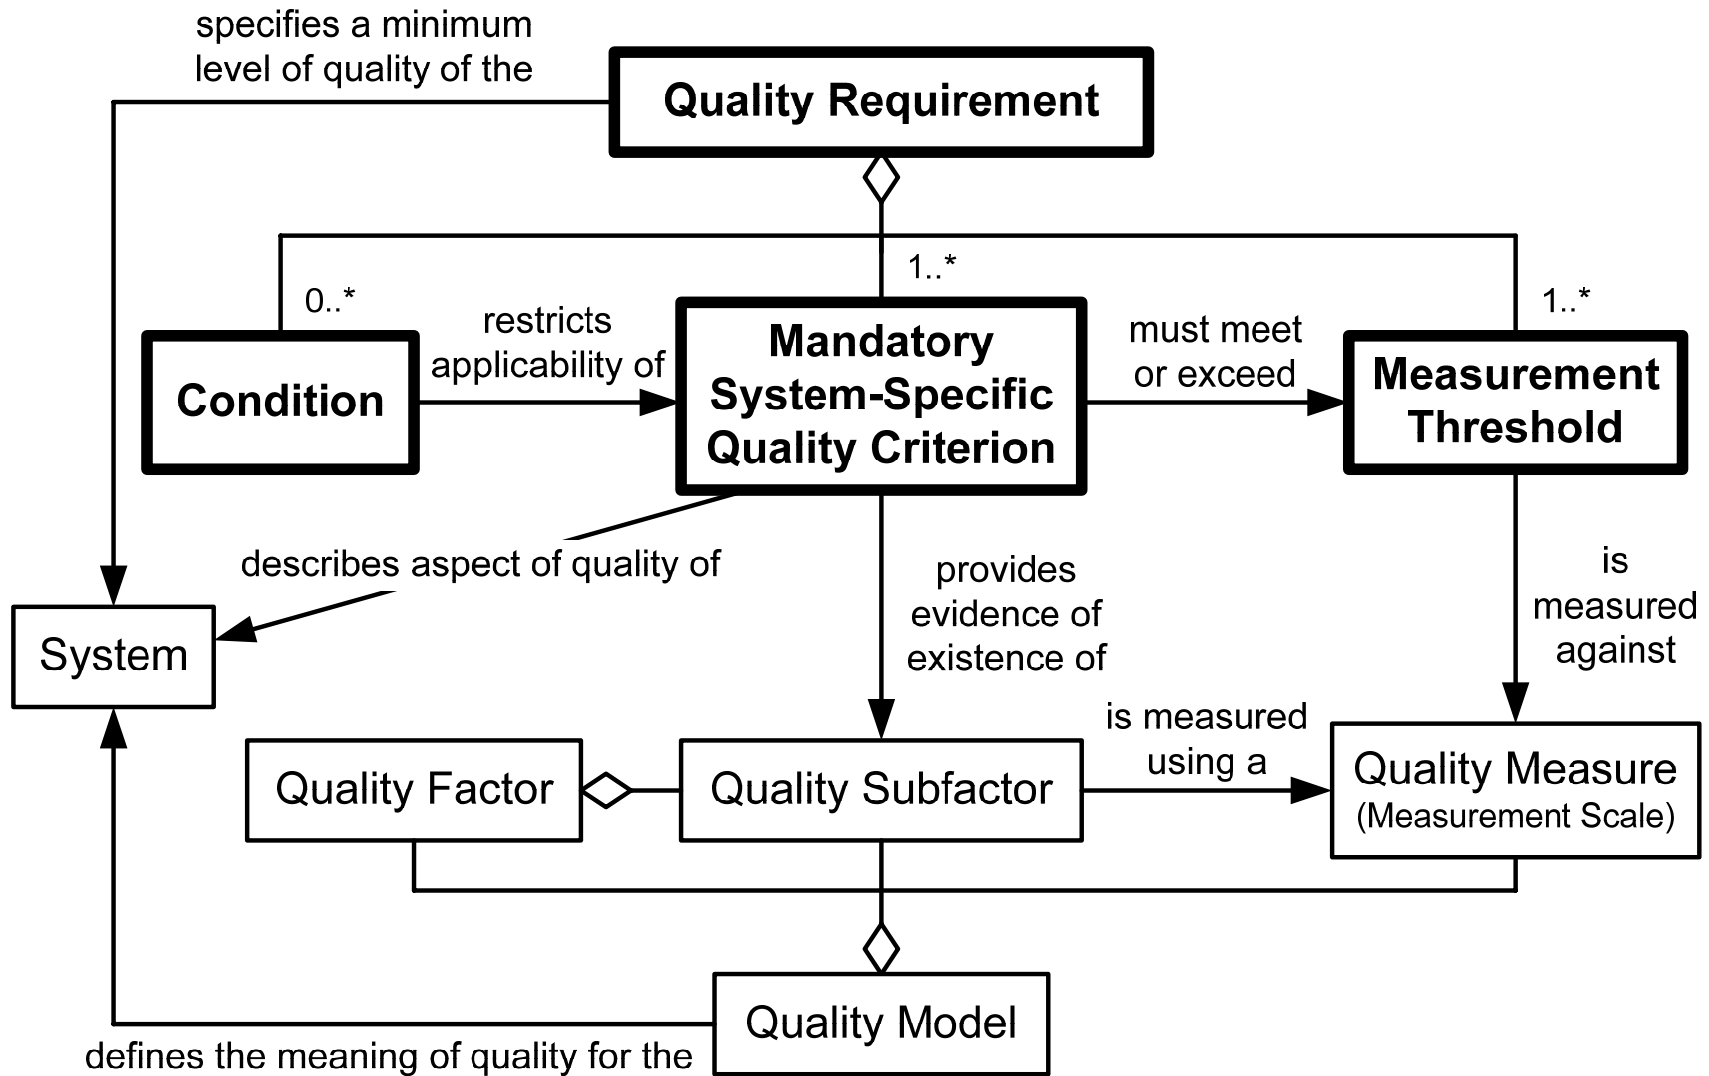 specifies a minimum
level of quality of the
Quality Requirement
0..*
1..*
1..*
Condition
restricts
applicability of
Mandatory
System-Specific
Quality Criterion
must meet
or exceed
Measurement
Threshold
describes aspect of quality of
provides
evidence of
existence of
is
measured
against
System
Quality Factor
Quality Subfactor
is measured
using a
Quality Measure
(Measurement Scale)
Quality Model
defines the meaning of quality for the